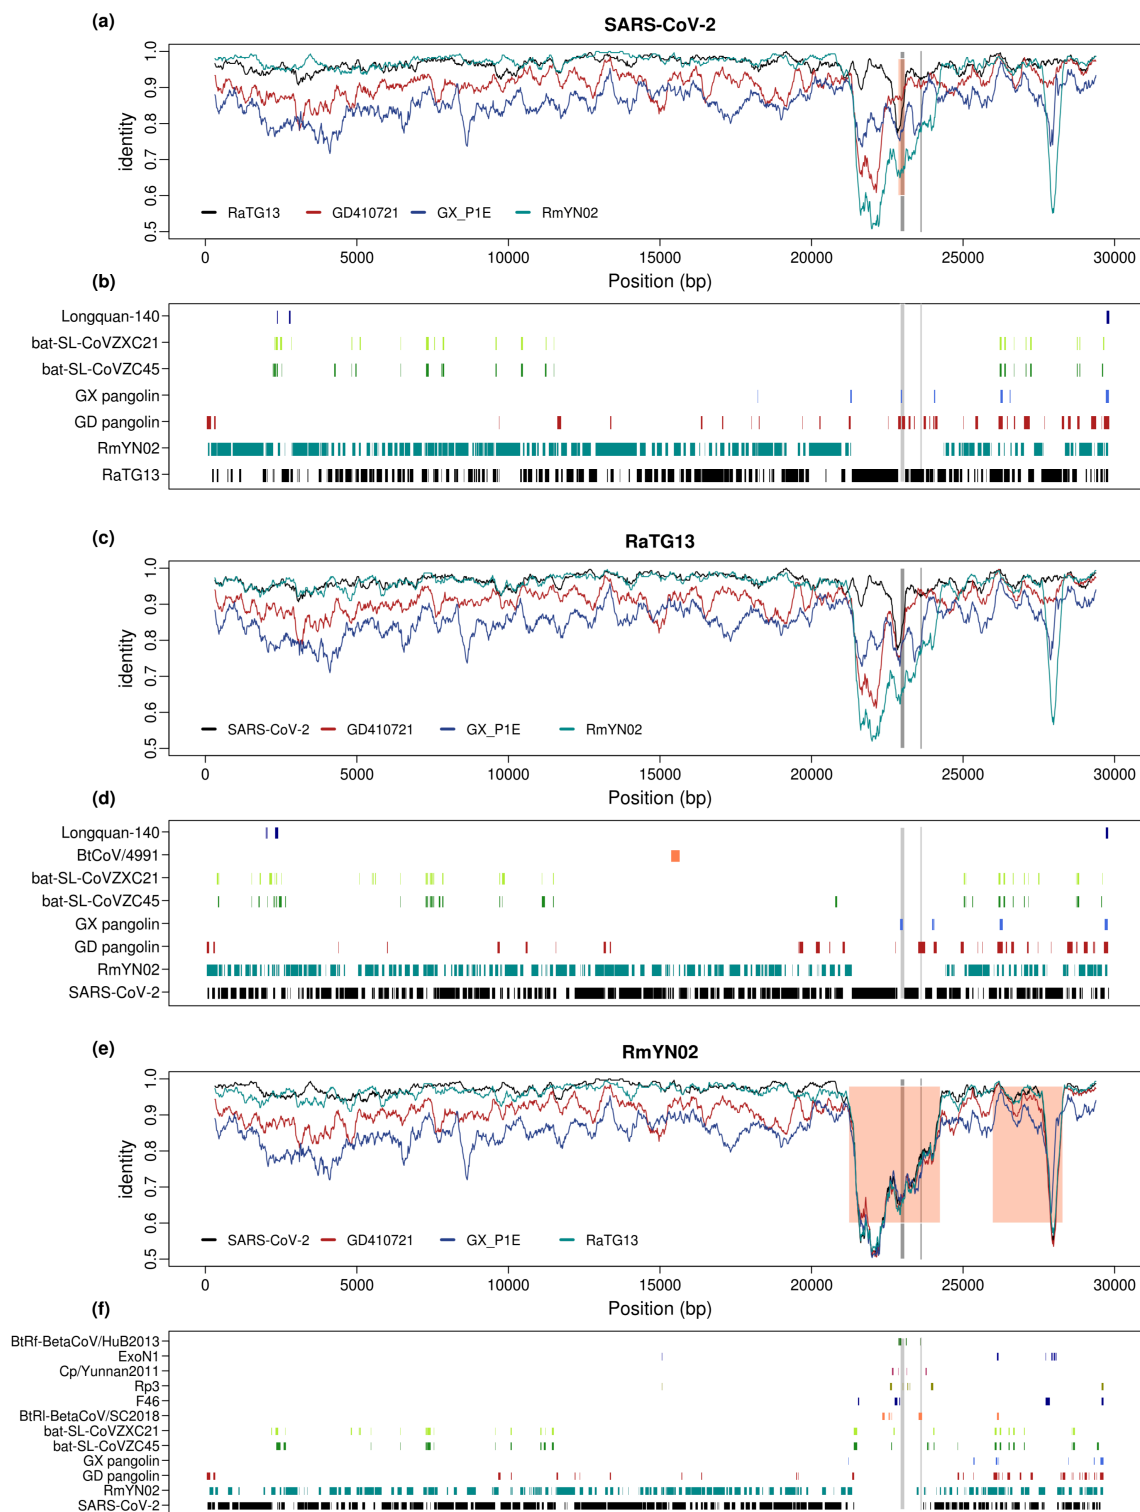 (a)
SARS-CoV-2
1.0
0.9
0.8
0.7
0.6
0.5
identity
RaTG13 GD410721 GX_P1E RmYN02
0 5000 10000 15000 20000 25000 30000
Position (bp)
(b)
Longquan-140
bat-SL-CoVZXC21
bat-SL-CoVZC45
GX pangolin
GD pangolin
RmYN02
RaTG13
(c)
RaTG13
1.0
0.9
0.8
0.7
0.6
0.5
identity
SARS-CoV-2 GD410721 GX_P1E RmYN02
0 5000 10000 15000 20000 25000 30000
Position (bp)
(d)
Longquan-140
BtCoV/4991
bat-SL-CoVZXC21
bat-SL-CoVZC45
GX pangolin
GD pangolin
RmYN02
SARS-CoV-2
(e)
RmYN02
1.0
0.9
0.8
0.7
0.6
0.5
identity
SARS-CoV-2 GD410721 GX_P1E RaTG13
0 5000 10000 15000 20000 25000 30000
Position (bp)
(f)
BtRf-BetaCoV/HuB2013
ExoN1
Cp/Yunnan2011
Rp3
F46
BtRl-BetaCoV/SC2018
bat-SL-CoVZXC21
bat-SL-CoVZC45
GX pangolin
GD pangolin
RmYN02
SARS-CoV-2